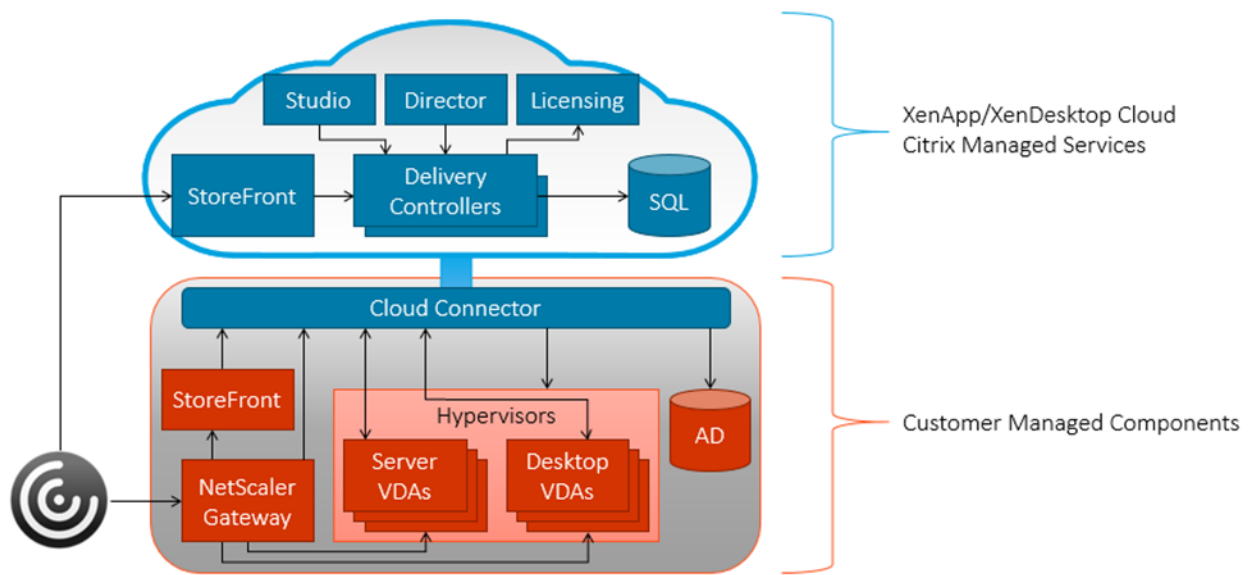 Studio
Director
Licensing
StoreFront
Delivery
Controllers
SQL
XenApp/XenDesktop Cloud
Citrix Managed Services
Cloud Connector
StoreFront
Hypervisors
AD
NetScaler
Gateway
Server
VDAs
Desktop
VDAs
Customer Managed Components